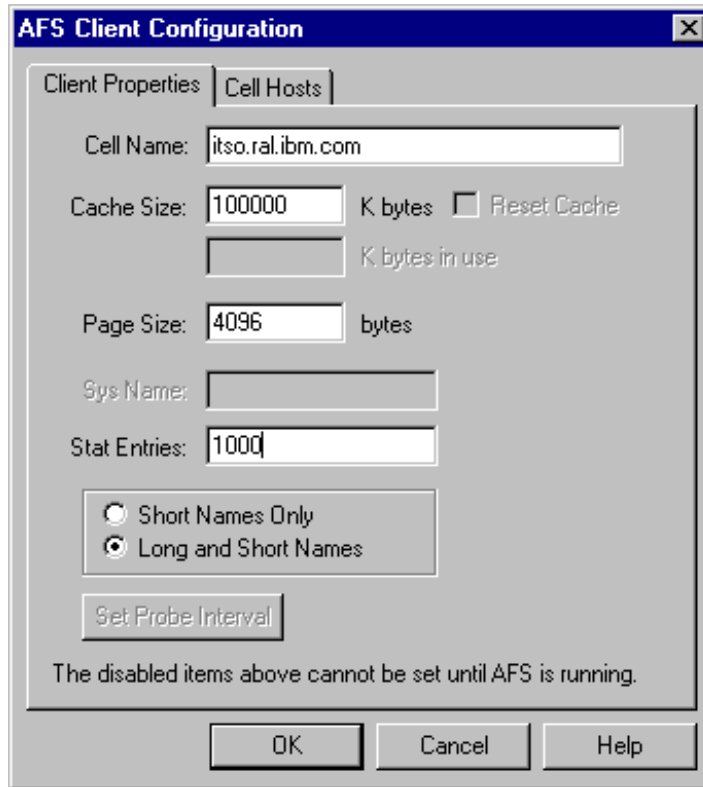 AFS Client Configuration
Client Properties Cell Hosts
Cell Name: itso.ral.ibm.com
Cache Size: 100000 K bytes Reset Cache
K bytes in use
Page Size: 4096 bytes
Sys Name:
Stat Entries: 1000
Short Names Only
Long and Short Names
Set Probe Interval
The disabled items above cannot be set until AFS is running.
OK Cancel Help